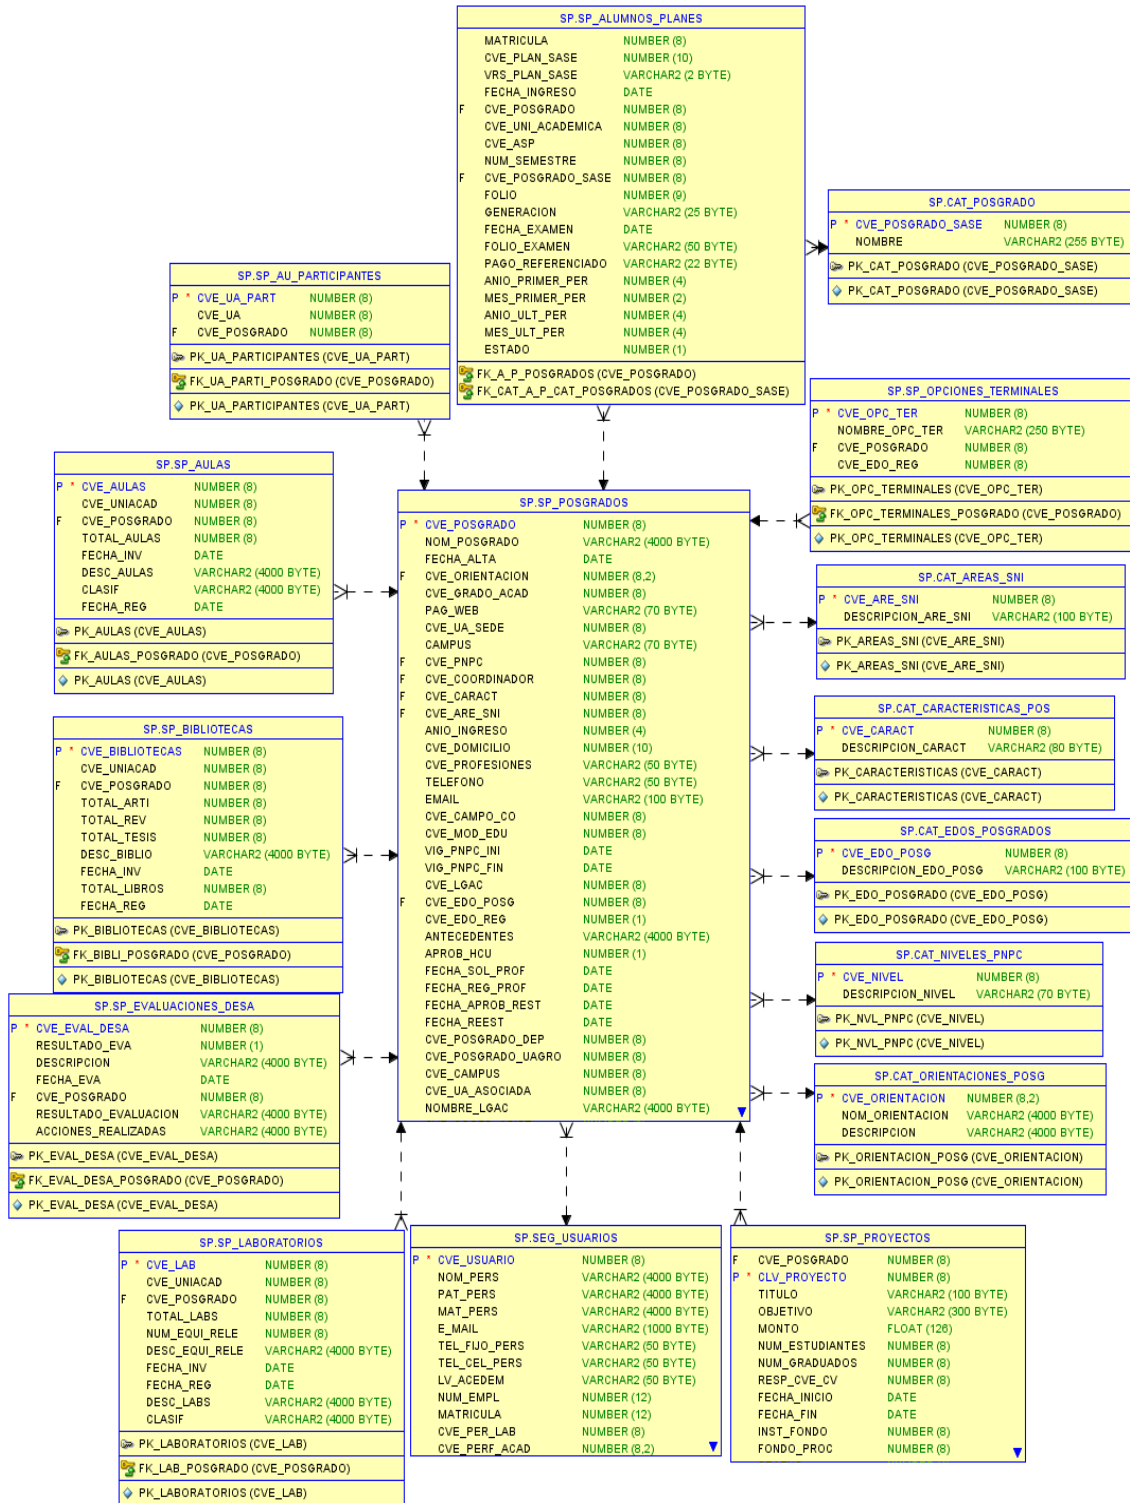 SP.SP_ALUMNOS_PLANES
MATRICULA NUMBER (8)
CVE_PLAN_SASE NUMBER (10)
VRS_PLAN_SASE VARCHAR2 (2 BYTE)
FECHA_INGRESO DATE
F CVE_POSGRADO NUMBER (8)
CVE_UNI_ACADEMICA NUMBER (8)
CVE_ASP NUMBER (8)
NUM_SEMESTRE NUMBER (8)
F CVE_POSGRADO_SASE NUMBER (8)
FOLIO NUMBER (9)
GENERACION VARCHAR2 (25 BYTE)
FECHA_EXAMEN DATE
FOLIO_EXAMEN VARCHAR2 (50 BYTE)
PAGO_REFERENCIADO VARCHAR2 (22 BYTE)
ANIO_PRIMER_PER NUMBER (4)
MES_PRIMER_PER NUMBER (2)
ANIO_ULT_PER NUMBER (4)
MES_ULT_PER NUMBER (4)
ESTADO NUMBER (1)
FK_A_P_POSGRADOS (CVE_POSGRADO)
FK_CAT_A_P_CAT_POSGRADOS (CVE_POSGRADO_SASE)
SP.CAT_POSGRADO
P * CVE_POSGRADO_SASE NUMBER (8)
NOMBRE VARCHAR2 (255 BYTE)
PK_CAT_POSGRADO (CVE_POSGRADO_SASE)
PK_CAT_POSGRADO (CVE_POSGRADO_SASE)
SP.SP_AU_PARTICIPANTES
P * CVE_UA_PART NUMBER (8)
CVE_UA NUMBER (8)
F CVE_POSGRADO NUMBER (8)
PK_UA_PARTICIPANTES (CVE_UA_PART)
FK_UA_PARTI_POSGRADO (CVE_POSGRADO)
PK_UA_PARTICIPANTES (CVE_UA_PART)
SP.SP_OPCIONES_TERMINALES
P * CVE_OPC_TER NUMBER (8)
NOMBRE_OPC_TER VARCHAR2 (250 BYTE)
F CVE_POSGRADO NUMBER (8)
CVE_EDO_REG NUMBER (8)
PK_OPC_TERMINALES (CVE_OPC_TER)
FK_OPC_TERMINALES_POSGRADO (CVE_POSGRADO)
PK_OPC_TERMINALES (CVE_OPC_TER)
SP.SP_AULAS
P * CVE_AULAS NUMBER (8)
CVE_UNIACAD NUMBER (8)
F CVE_POSGRADO NUMBER (8)
TOTAL_AULAS NUMBER (8)
FECHA_INV DATE
DESC_AULAS VARCHAR2 (4000 BYTE)
CLASIF VARCHAR2 (4000 BYTE)
FECHA_REG DATE
PK_AULAS (CVE_AULAS)
FK_AULAS_POSGRADO (CVE_POSGRADO)
PK_AULAS (CVE_AULAS)
SP.SP_POSGRADOS
P * CVE_POSGRADO NUMBER (8)
NOM_POSGRADO VARCHAR2 (4000 BYTE)
FECHA_ALTA DATE
F CVE_ORIENTACION NUMBER (8,2)
CVE_GRADO_ACAD NUMBER (8)
PAG_WEB VARCHAR2 (70 BYTE)
CVE_UA_SEDE NUMBER (8)
CAMPUS VARCHAR2 (70 BYTE)
F CVE_PNPC NUMBER (8)
F CVE_COORDINADOR NUMBER (8)
F CVE_CARACT NUMBER (8)
F CVE_ARE_SNI NUMBER (8)
ANIO_INGRESO NUMBER (4)
CVE_DOMICILIO NUMBER (10)
CVE_PROFESIONES VARCHAR2 (50 BYTE)
TELEFONO VARCHAR2 (50 BYTE)
EMAIL VARCHAR2 (100 BYTE)
CVE_CAMPO_CO NUMBER (8)
CVE_MOD_EDU NUMBER (8)
VIG_PNPC_INI DATE
VIG_PNPC_FIN DATE
CVE_LGAC NUMBER (8)
F CVE_EDO_POSG NUMBER (8)
CVE_EDO_REG NUMBER (1)
ANTECEDENTES VARCHAR2 (4000 BYTE)
APROB_HCU NUMBER (1)
FECHA_SOL_PROF DATE
FECHA_REG_PROF DATE
FECHA_APROB_REST DATE
FECHA_REEST DATE
CVE_POSGRADO_DEP NUMBER (8)
CVE_POSGRADO_UAGRO NUMBER (8)
CVE_CAMPUS NUMBER (8)
CVE_UA_ASOCIADA NUMBER (8)
NOMBRE_LGAC VARCHAR2 (4000 BYTE)
SP.CAT_AREAS_SNI
P * CVE_ARE_SNI NUMBER (8)
DESCRIPCION_ARE_SNI VARCHAR2 (100 BYTE)
PK_AREAS_SNI (CVE_ARE_SNI)
PK_AREAS_SNI (CVE_ARE_SNI)
SP.CAT_CARACTERISTICAS_POS
P * CVE_CARACT NUMBER (8)
DESCRIPCION_CARACT VARCHAR2 (80 BYTE)
PK_CARACTERISTICAS (CVE_CARACT)
PK_CARACTERISTICAS (CVE_CARACT)
SP.SP_BIBLIOTECAS
P * CVE_BIBLIOTECAS NUMBER (8)
CVE_UNIACAD NUMBER (8)
F CVE_POSGRADO NUMBER (8)
TOTAL_ARTI NUMBER (8)
TOTAL_REV NUMBER (8)
TOTAL_TESIS NUMBER (8)
DESC_BIBLIO VARCHAR2 (4000 BYTE)
FECHA_INV DATE
TOTAL_LIBROS NUMBER (8)
FECHA_REG DATE
PK_BIBLIOTECAS (CVE_BIBLIOTECAS)
FK_BIBLI_POSGRADO (CVE_POSGRADO)
PK_BIBLIOTECAS (CVE_BIBLIOTECAS)
SP.CAT_EDOS_POSGRADOS
P * CVE_EDO_POSG NUMBER (8)
DESCRIPCION_EDO_POSG VARCHAR2 (100 BYTE)
PK_EDO_POSGRADO (CVE_EDO_POSG)
PK_EDO_POSGRADO (CVE_EDO_POSG)
SP.CAT_NIVELES_PNPC
P * CVE_NIVEL NUMBER (8)
DESCRIPCION_NIVEL VARCHAR2 (70 BYTE)
PK_NVL_PNPC (CVE_NIVEL)
PK_NVL_PNPC (CVE_NIVEL)
SP.SP_EVALUACIONES_DESA
P * CVE_EVAL_DESA NUMBER (8)
RESULTADO_EVA NUMBER (1)
DESCRIPCION VARCHAR2 (4000 BYTE)
FECHA_EVA DATE
F CVE_POSGRADO NUMBER (8)
RESULTADO_EVALUACION VARCHAR2 (4000 BYTE)
ACCIONES_REALIZADAS VARCHAR2 (4000 BYTE)
PK_EVAL_DESA (CVE_EVAL_DESA)
FK_EVAL_DESA_POSGRADO (CVE_POSGRADO)
PK_EVAL_DESA (CVE_EVAL_DESA)
SP.CAT_ORIENTACIONES_POSG
P * CVE_ORIENTACION NUMBER (8,2)
NOM_ORIENTACION VARCHAR2 (4000 BYTE)
DESCRIPCION VARCHAR2 (4000 BYTE)
PK_ORIENTACION_POSG (CVE_ORIENTACION)
PK_ORIENTACION_POSG (CVE_ORIENTACION)
SP.SP_LABORATORIOS
P * CVE_LAB NUMBER (8)
CVE_UNIACAD NUMBER (8)
F CVE_POSGRADO NUMBER (8)
TOTAL_LABS NUMBER (8)
NUM_EQUI_RELE NUMBER (8)
DESC_EQUI_RELE VARCHAR2 (4000 BYTE)
FECHA_INV DATE
FECHA_REG DATE
DESC_LABS VARCHAR2 (4000 BYTE)
CLASIF VARCHAR2 (4000 BYTE)
PK_LABORATORIOS (CVE_LAB)
FK_LAB_POSGRADO (CVE_POSGRADO)
PK_LABORATORIOS (CVE_LAB)
SP.SEG_USUARIOS
P * CVE_USUARIO NUMBER (8)
NOM_PERS VARCHAR2 (4000 BYTE)
PAT_PERS VARCHAR2 (4000 BYTE)
MAT_PERS VARCHAR2 (4000 BYTE)
E_MAIL VARCHAR2 (1000 BYTE)
TEL_FIJO_PERS VARCHAR2 (50 BYTE)
TEL_CEL_PERS VARCHAR2 (50 BYTE)
LV_ACEDEM VARCHAR2 (50 BYTE)
NUM_EMPL NUMBER (12)
MATRICULA NUMBER (12)
CVE_PER_LAB NUMBER (8)
CVE_PERF_ACAD NUMBER (8,2)
SP.SP_PROYECTOS
F CVE_POSGRADO NUMBER (8)
P * CLV_PROYECTO NUMBER (8)
TITULO VARCHAR2 (100 BYTE)
OBJETIVO VARCHAR2 (300 BYTE)
MONTO FLOAT (126)
NUM_ESTUDIANTES NUMBER (8)
NUM_GRADUADOS NUMBER (8)
RESP_CVE_CV NUMBER (8)
FECHA_INICIO DATE
FECHA_FIN DATE
INST_FONDO NUMBER (8)
FONDO_PROC NUMBER (8)